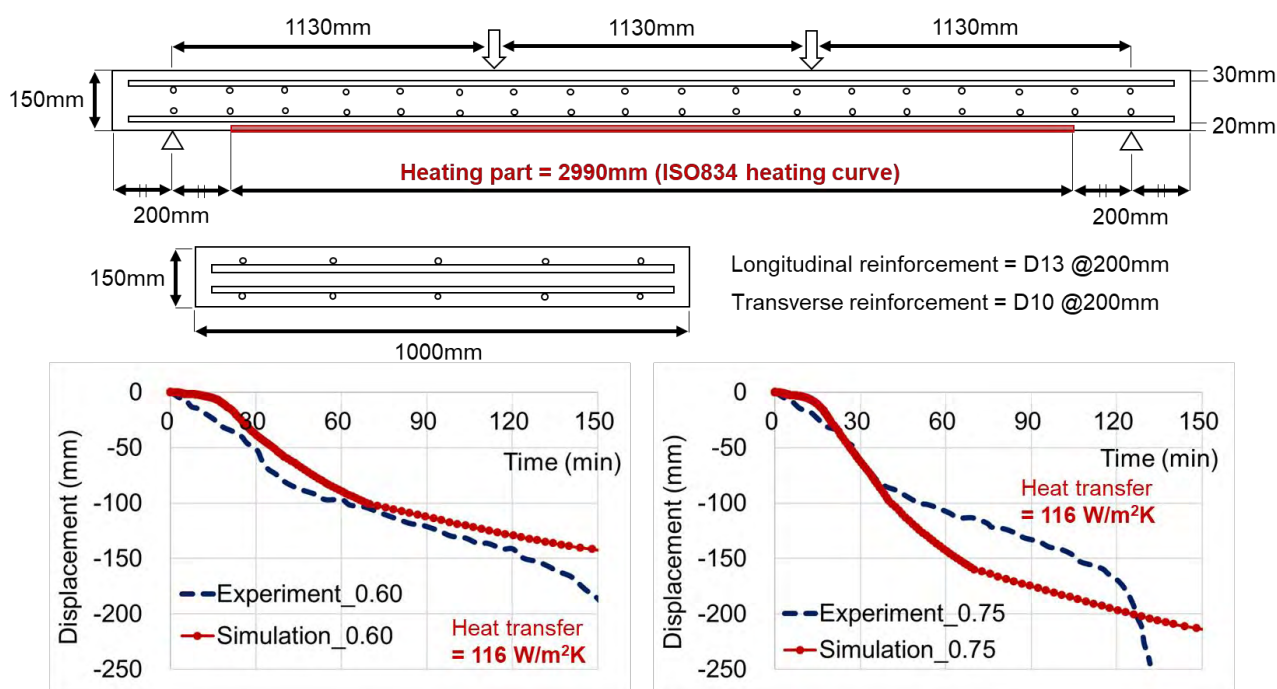 1130mm 1130mm 1130mm
150mm
30mm
20mm
Heating part = 2990mm (ISO834 heating curve)
200mm 200mm
150mm
Longitudinal reinforcement = D13 @200mm
Transverse reinforcement = D10 @200mm
1000mm
Displacement (mm)
0
-50
-100
-150
-200
-250
0 30 60 90 120 150
Time (min)
Experiment_0.60
Simulation_0.60
Heat transfer
= 116 W/m²K
Displacement (mm)
0
-50
-100
-150
-200
-250
0 30 60 90 120 150
Time (min)
Heat transfer
= 116 W/m²K
Experiment_0.75
Simulation_0.75